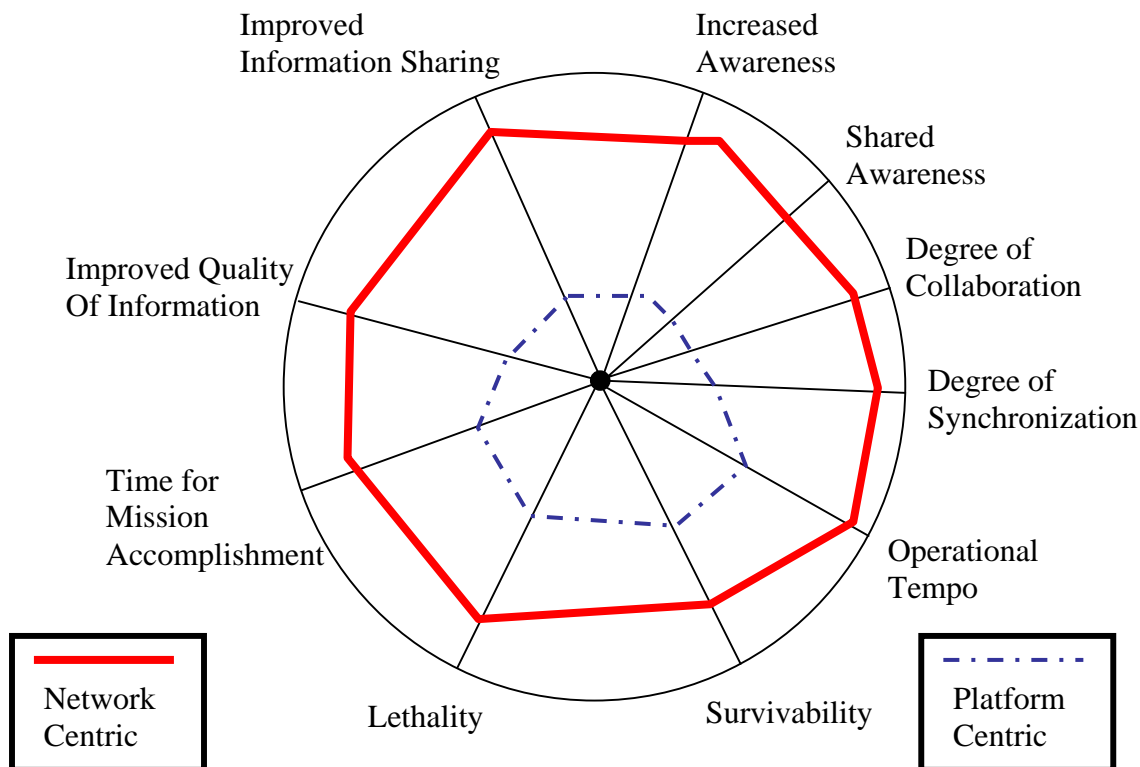 Improved
Information Sharing
Increased
Awareness
Shared
Awareness
Degree of
Collaboration
Improved Quality
Of Information
Degree of
Synchronization
Time for
Mission
Accomplishment
Operational
Tempo
Lethality
Survivability
Network
Centric
Platform
Centric